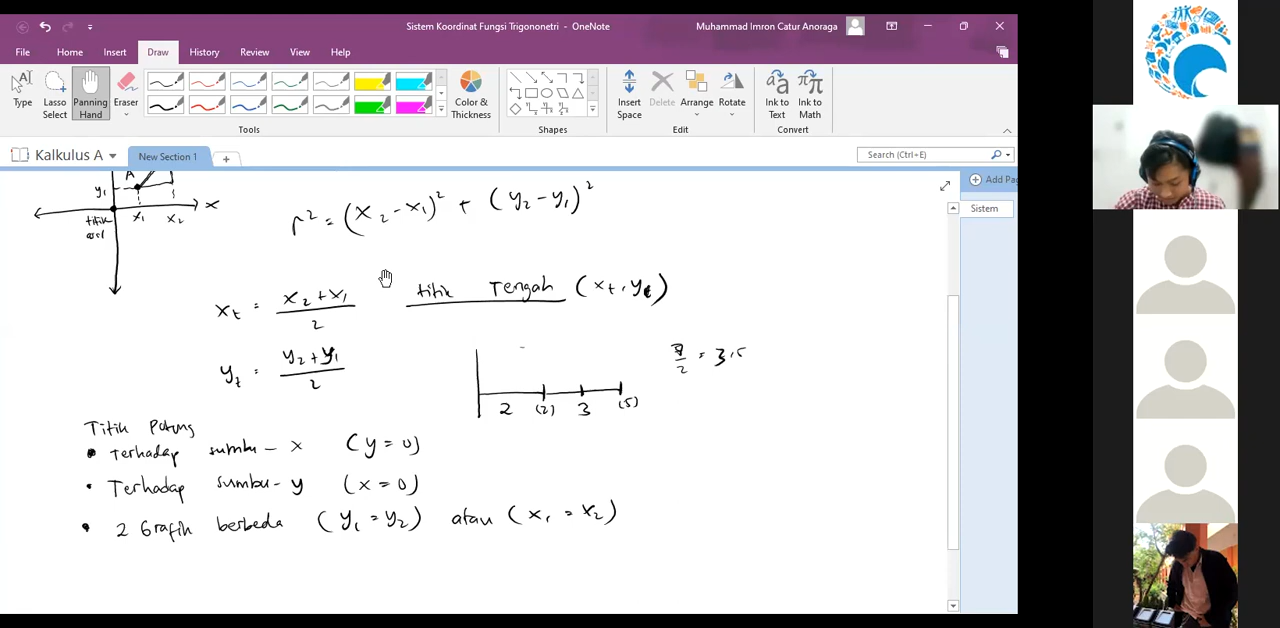 Sistem Koordinat Fungsi Trigononetri - OneNote
Muhammad Imron Catur Anoraga
File Home Insert Draw History Review View Help
Type
Lasso Select
Panning Hand
Eraser
Color & Thickness
Insert Space
Delete
Arrange
Rotate
Ink to Text
Ink to Math
Tools
Shapes
Edit
Convert
Kalkulus A
New Section 1
Search (Ctrl+E)
Add Pag
Sistem
A
y₁
x
titik asal
x₁ x₂
r² = (x₂ - x₁)² + (y₂ - y₁)²
xₜ = x₂ + x₁ / 2
titik Tengah (xₜ, yₜ)
yₜ = y₂ + y₁ / 2
7/2 = 3.5
2 (2) 3 (5)
Titik Potong
• Terhadap sumbu - x (y = 0)
• Terhadap sumbu - y (x = 0)
• 2 Grafik berbeda (y₁ = y₂) atau (x₁ = x₂)